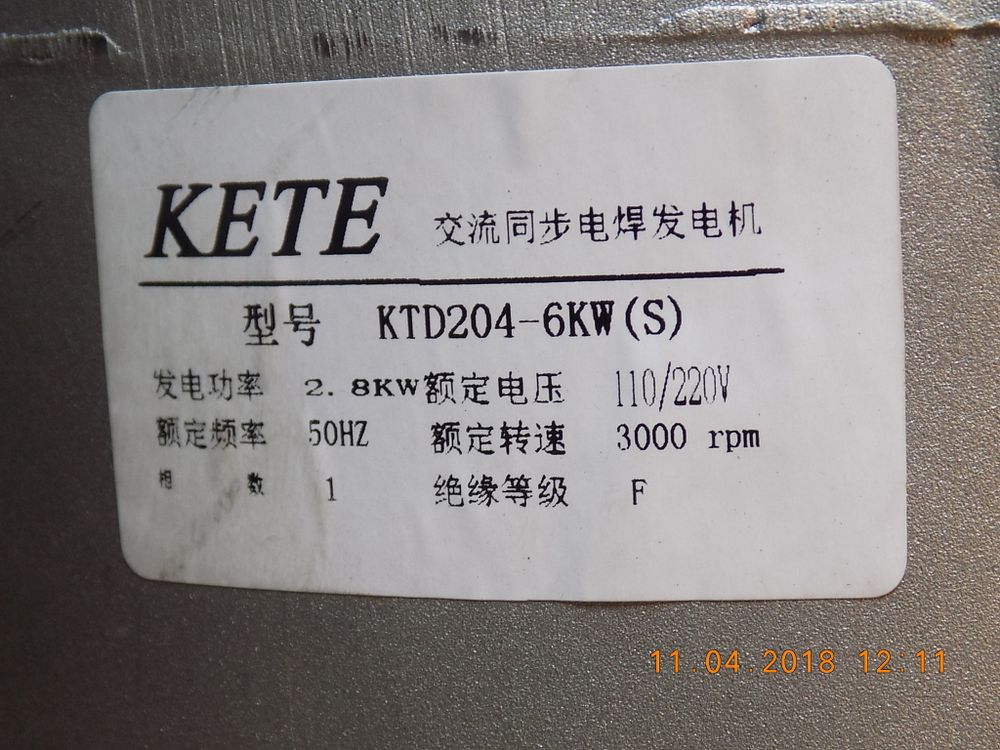 KETE 交流同步电焊发电机
型号 KTD204-6KW(S)
发电功率 2.8KW 额定电压 110/220V
额定频率 50HZ 额定转速 3000 rpm
相数 1 绝缘等级 F
11.04.2018 12:11